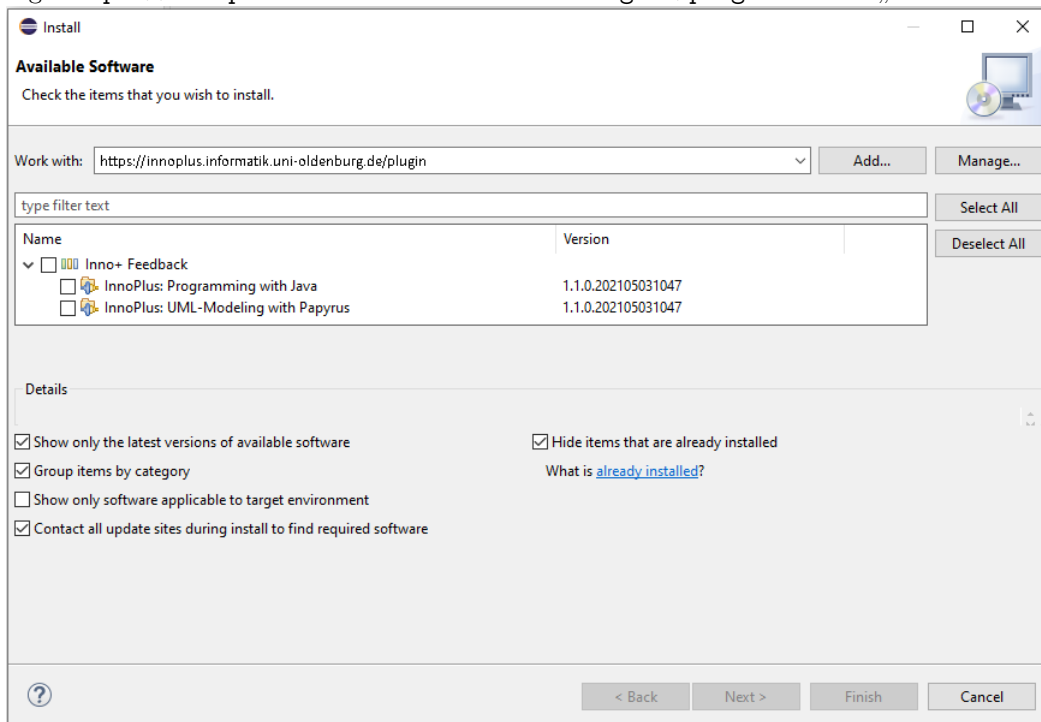 Install
Available Software
Check the items that you wish to install.
Work with: https://innoplus.informatik.uni-oldenburg.de/plugin Add... Manage...
type filter text Select All
Name Version Deselect All
Inno+ Feedback
InnoPlus: Programming with Java 1.1.0.202105031047
InnoPlus: UML-Modeling with Papyrus 1.1.0.202105031047
Details
Show only the latest versions of available software Hide items that are already installed
Group items by category What is already installed?
Show only software applicable to target environment
Contact all update sites during install to find required software
? < Back Next > Finish Cancel